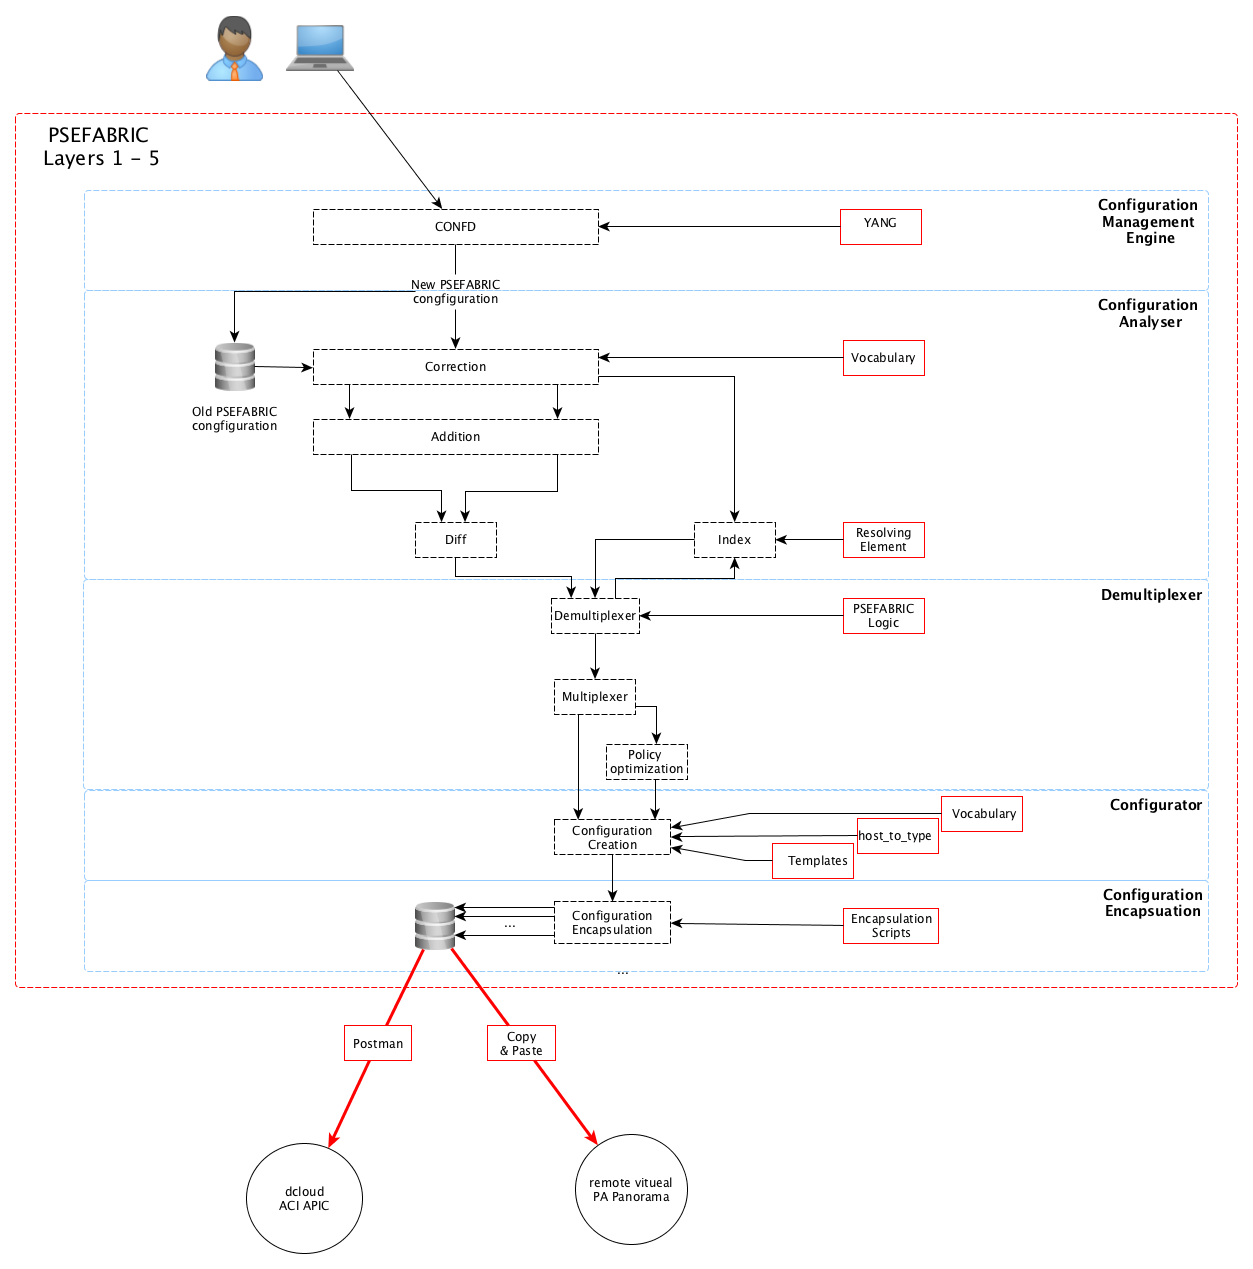 PSEFABRIC
Layers 1 - 5
Configuration
Management
Engine
CONFD
YANG
New PSEFABRIC
congfiguration
Configuration
Analyser
Correction
Vocabulary
Old PSEFABRIC
congfiguration
Addition
Diff
Index
Resolving
Element
Demultiplexer
Demultiplexer
PSEFABRIC
Logic
Multiplexer
Policy
optimization
Configurator
Vocabulary
Configuration
Creation
host_to_type
Templates
Configuration
Encapsuation
Configuration
Encapsulation
...
Encapsulation
Scripts
...
Postman
Copy
& Paste
dcloud
ACI APIC
remote vitueal
PA Panorama